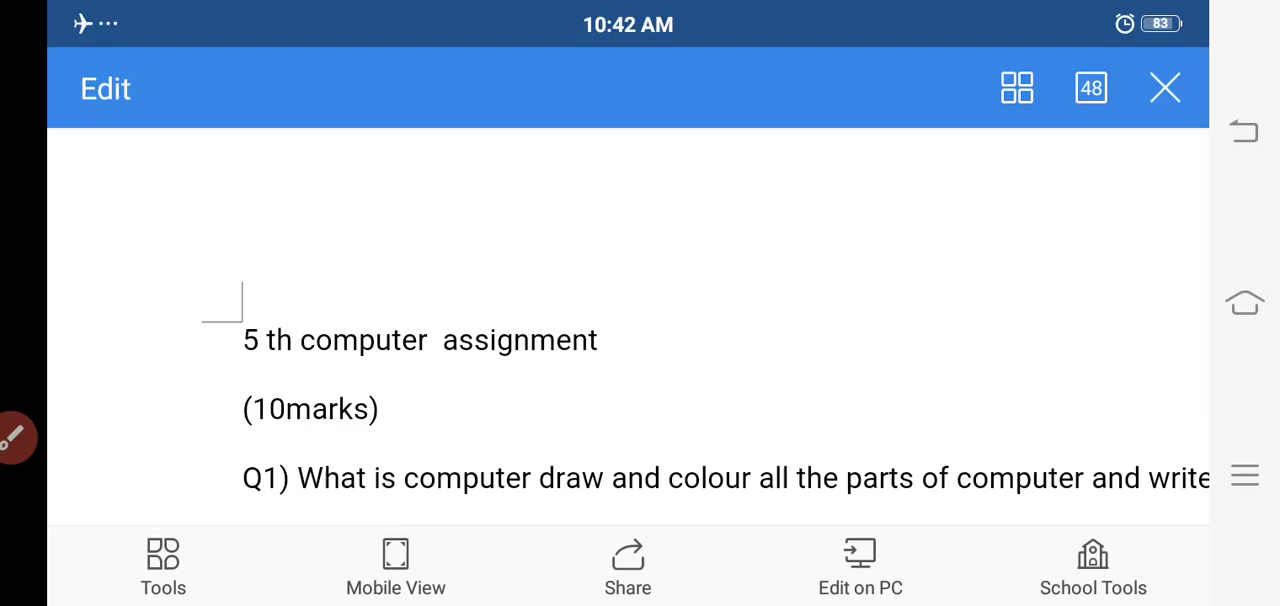 10:42 AM
83
Edit
48
5 th computer  assignment
(10marks)
Q1) What is computer draw and colour all the parts of computer and write
Tools
Mobile View
Share
Edit on PC
School Tools